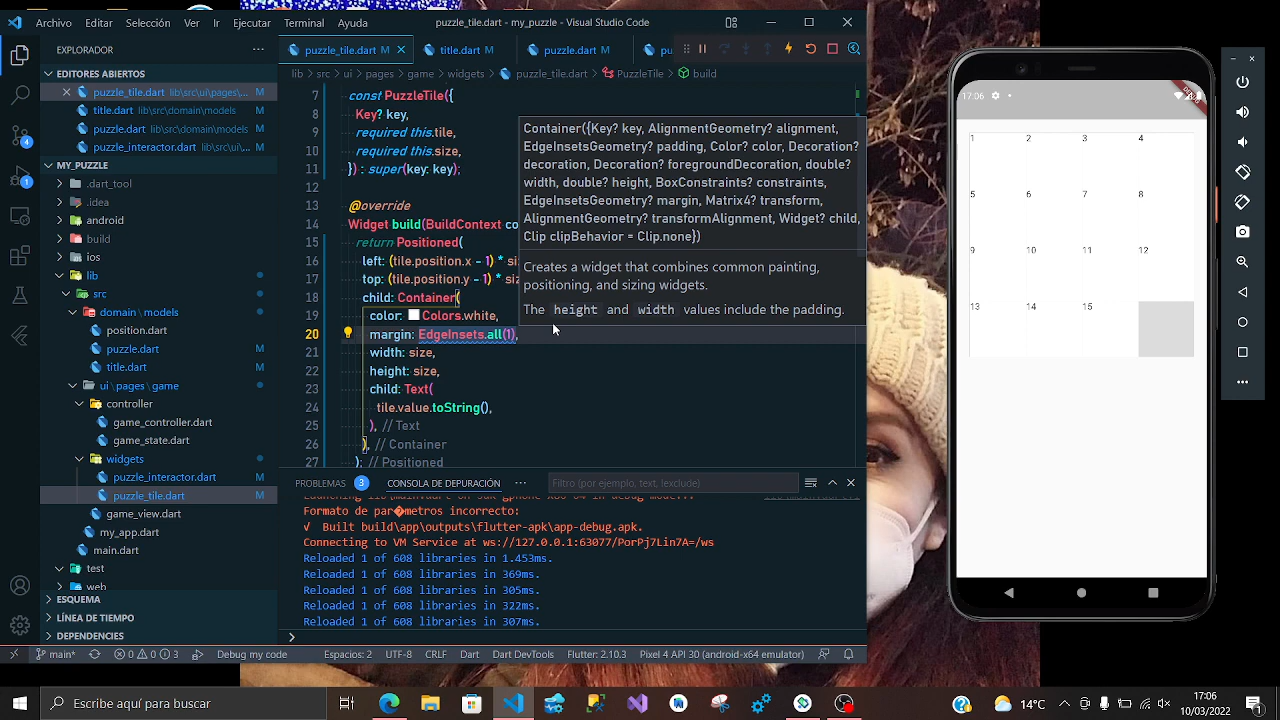 Archivo Editar Selección Ver Ir Ejecutar ··· puzzle_tile.dart - my_puzzle - Visual Studio Code
EXPLORADOR ···
EDITORES ABIERTOS
puzzle_tile.dart lib\src\ui\pages\... M
title.dart lib\src\domain\models M
puzzle.dart lib\src\domain\models M
puzzle_interactor.dart lib\src\ui\... M
MY_PUZZLE
.dart_tool
.idea
android
build
ios
lib
src
domain \ models
position.dart
puzzle.dart M
title.dart M
ui \ pages \ game
controller
game_controller.dart
game_state.dart
widgets
puzzle_interactor.dart M
puzzle_tile.dart M
game_view.dart
my_app.dart
main.dart
test
web
ESQUEMA
LÍNEA DE TIEMPO
DEPENDENCIES
4
1
puzzle_tile.dart M
title.dart M
puzzle.dart M
lib > src > ui > pages > game > widgets > puzzle_tile.dart > PuzzleTile > build
7 const PuzzleTile({
8 Key? key,
9 required this.tile,
10 required this.size,
11 }) : super(key: key);
12
13 @override
14 Widget build(BuildContext co
15 return Positioned(
16 left: (tile.position.x - 1) * si
17 top: (tile.position.y - 1) * si
18 child: Container(
19 color: Colors.white,
20 margin: EdgeInsets.all(1),
21 width: size,
22 height: size,
23 child: Text(
24 tile.value.toString(),
25 ), // Text
26 ), // Container
27 ); // Positioned
Container({Key? key, AlignmentGeometry? alignment,
EdgeInsetsGeometry? padding, Color? color, Decoration?
decoration, Decoration? foregroundDecoration, double?
width, double? height, BoxConstraints? constraints,
EdgeInsetsGeometry? margin, Matrix4? transform,
AlignmentGeometry? transformAlignment, Widget? child,
Clip clipBehavior = Clip.none})
Creates a widget that combines common painting,
positioning, and sizing widgets.
The height and width values include the padding.
PROBLEMAS 3 CONSOLA DE DEPURACIÓN ··· Filtro (por ejemplo, text, !exclude)
Formato de par�metros incorrecto:
√ Built build\app\outputs\flutter-apk\app-debug.apk.
Connecting to VM Service at ws://127.0.0.1:63077/PorPj7Lin7A=/ws
Reloaded 1 of 608 libraries in 1.453ms.
Reloaded 1 of 608 libraries in 369ms.
Reloaded 1 of 608 libraries in 305ms.
Reloaded 1 of 608 libraries in 322ms.
Reloaded 1 of 608 libraries in 307ms.
main* 0 0 3 Debug my code Espacios: 2 UTF-8 CRLF Dart Dart DevTools Flutter: 2.10.3 Pixel 4 API 30 (android-x64 emulator)
17:06
1 2 3 4
5 6 7 8
9 10 11 12
13 14 15
Escribe aquí para buscar
17:06
10/03/2022